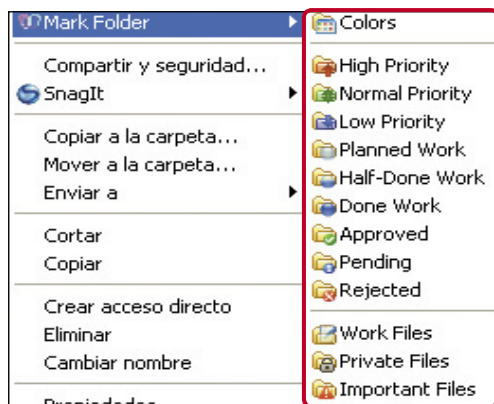 Mark Folder
Compartir y seguridad...
SnagIt
Copiar a la carpeta...
Mover a la carpeta...
Enviar a
Cortar
Copiar
Crear acceso directo
Eliminar
Cambiar nombre
Propiedades
Colors
High Priority
Normal Priority
Low Priority
Planned Work
Half-Done Work
Done Work
Approved
Pending
Rejected
Work Files
Private Files
Important Files